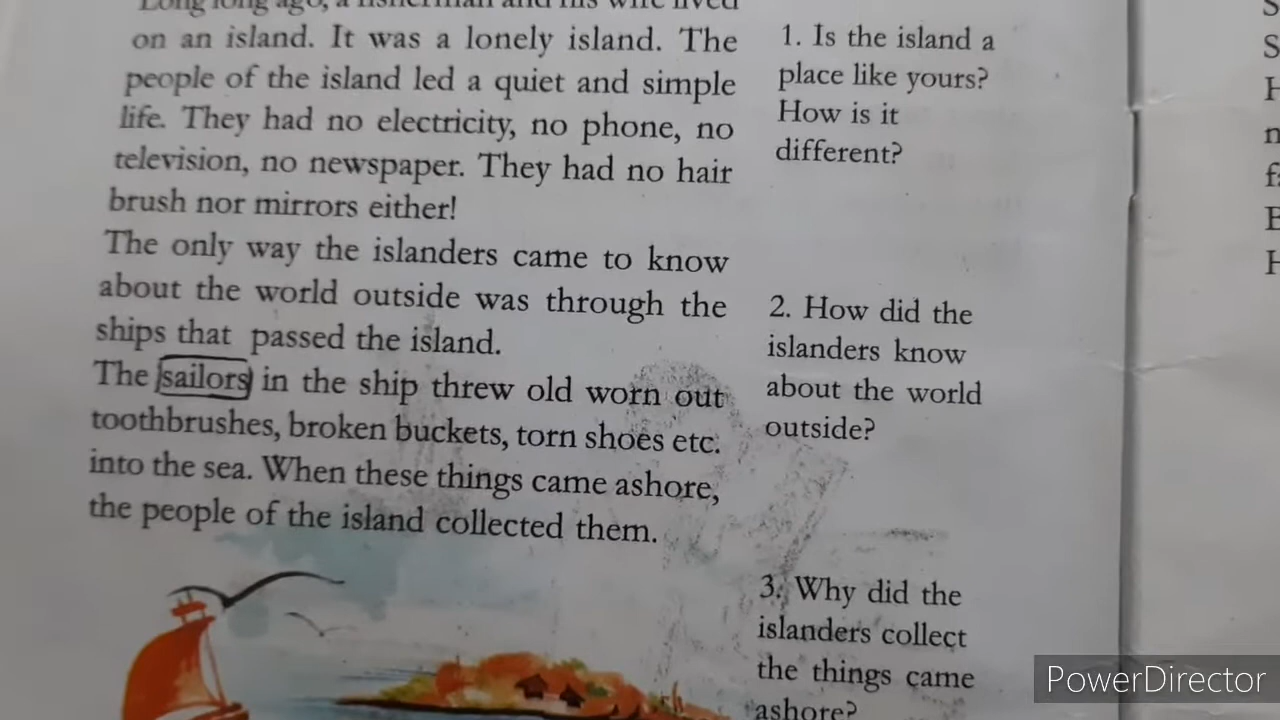 Long long ago, a fisherman and his wife lived
on an island. It was a lonely island. The
people of the island led a quiet and simple
life. They had no electricity, no phone, no
television, no newspaper. They had no hair
brush nor mirrors either!
The only way the islanders came to know
about the world outside was through the
ships that passed the island.
The sailors in the ship threw old worn out
toothbrushes, broken buckets, torn shoes etc.
into the sea. When these things came ashore,
the people of the island collected them.
1. Is the island a
place like yours?
How is it
different?
2. How did the
islanders know
about the world
outside?
3. Why did the
islanders collect
the things came
ashore?
PowerDirector